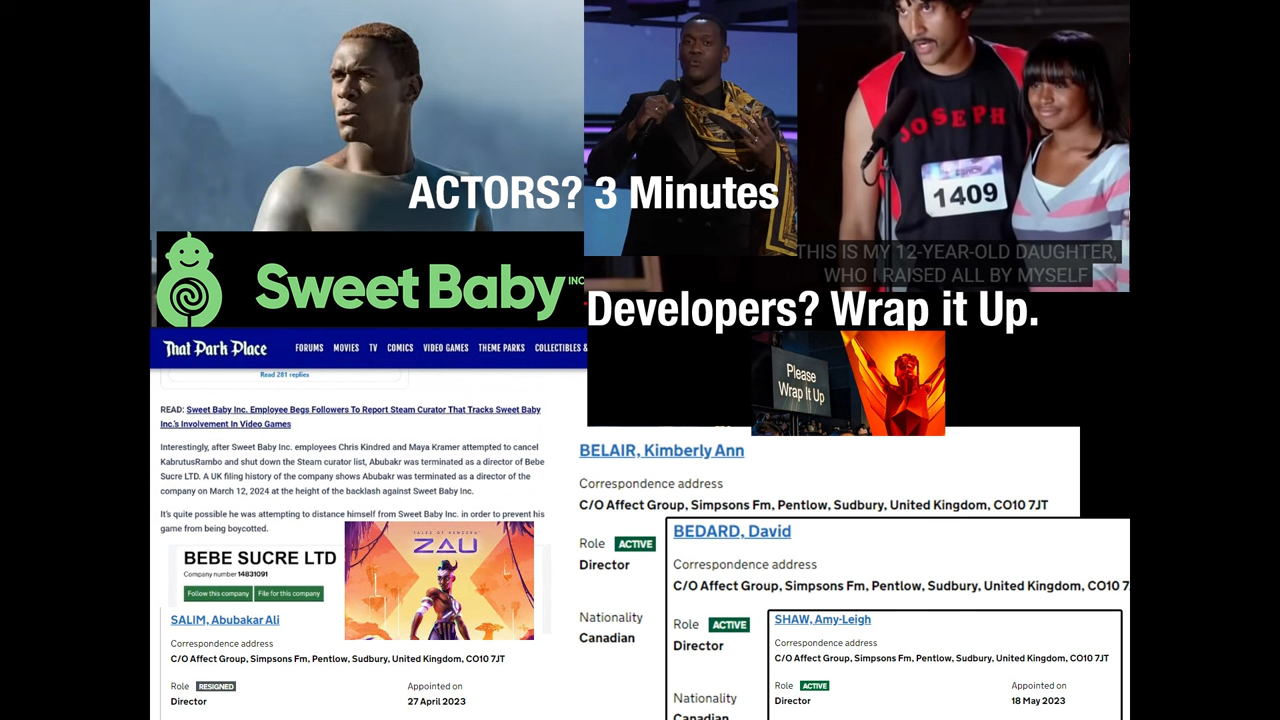 JOSEPH
1409
ACTORS? 3 Minutes
THIS IS MY 12-YEAR-OLD DAUGHTER,
WHO I RAISED ALL BY MYSELF
Sweet Baby INC
Developers? Wrap it Up.
That Park Place
FORUMS MOVIES TV COMICS VIDEO GAMES THEME PARKS COLLECTIBLES &
Please
Wrap It Up
Read 281 replies
READ: Sweet Baby Inc. Employee Begs Followers To Report Steam Curator That Tracks Sweet Baby
Inc.'s Involvement In Video Games
Interestingly, after Sweet Baby Inc. employees Chris Kindred and Maya Kramer attempted to cancel
KabrutusRambo and shut down the Steam curator list, Abubakr was terminated as a director of Bebe
Sucre LTD. A UK filing history of the company shows Abubakr was terminated as a director of the
company on March 12, 2024 at the height of the backlash against Sweet Baby Inc.
It's quite possible he was attempting to distance himself from Sweet Baby Inc. in order to prevent his
game from being boycotted.
BEBE SUCRE LTD
Company number 14831091
Follow this company File for this company
TALES OF KENZERA
ZAU
SALIM, Abubakar Ali
Correspondence address
C/O Affect Group, Simpsons Fm, Pentlow, Sudbury, United Kingdom, CO10 7JT
Role RESIGNED
Director
Appointed on
27 April 2023
BELAIR, Kimberly Ann
Correspondence address
C/O Affect Group, Simpsons Fm, Pentlow, Sudbury, United Kingdom, CO10 7JT
Role ACTIVE
Director
Nationality
Canadian
BEDARD, David
Correspondence address
C/O Affect Group, Simpsons Fm, Pentlow, Sudbury, United Kingdom, CO10 7
Role ACTIVE
Director
Nationality
Canadian
SHAW, Amy-Leigh
Correspondence address
C/O Affect Group, Simpsons Fm, Pentlow, Sudbury, United Kingdom, CO10 7JT
Role ACTIVE
Director
Appointed on
18 May 2023